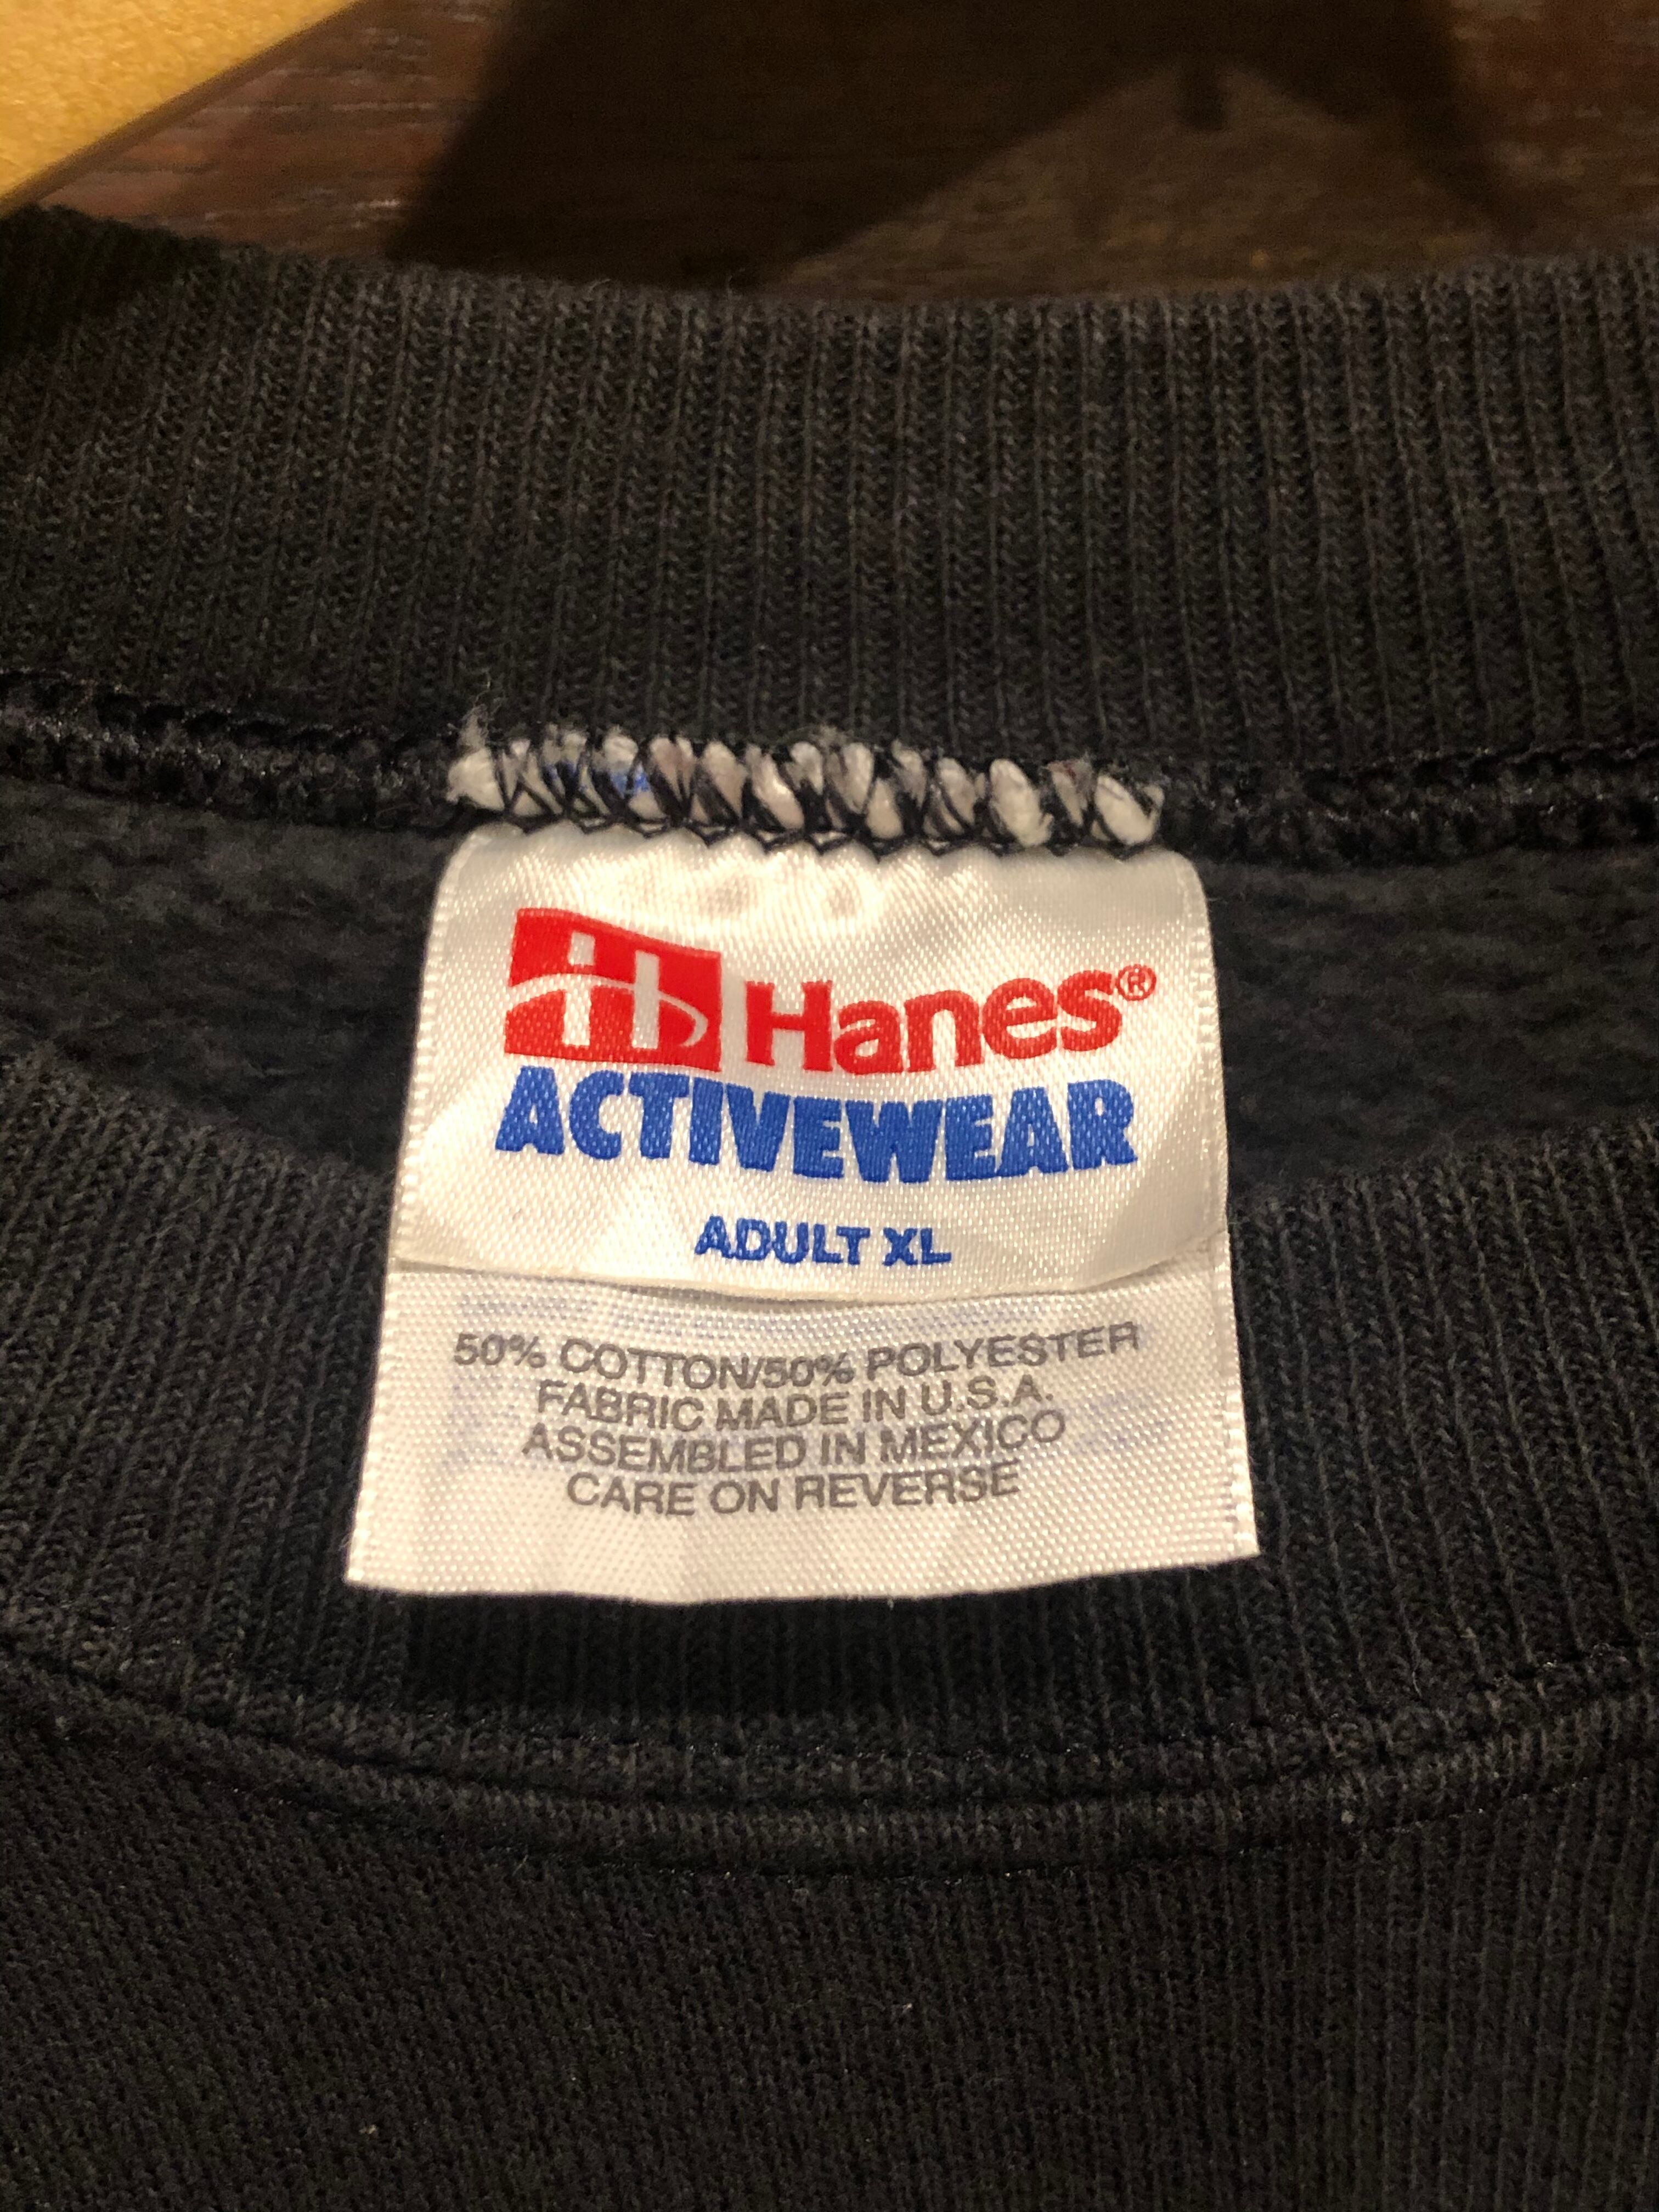 Hanes®
ACTIVEWEAR
ADULT XL
50% COTTON/50% POLYESTER
FABRIC MADE IN U.S.A.
ASSEMBLED IN MEXICO
CARE ON REVERSE